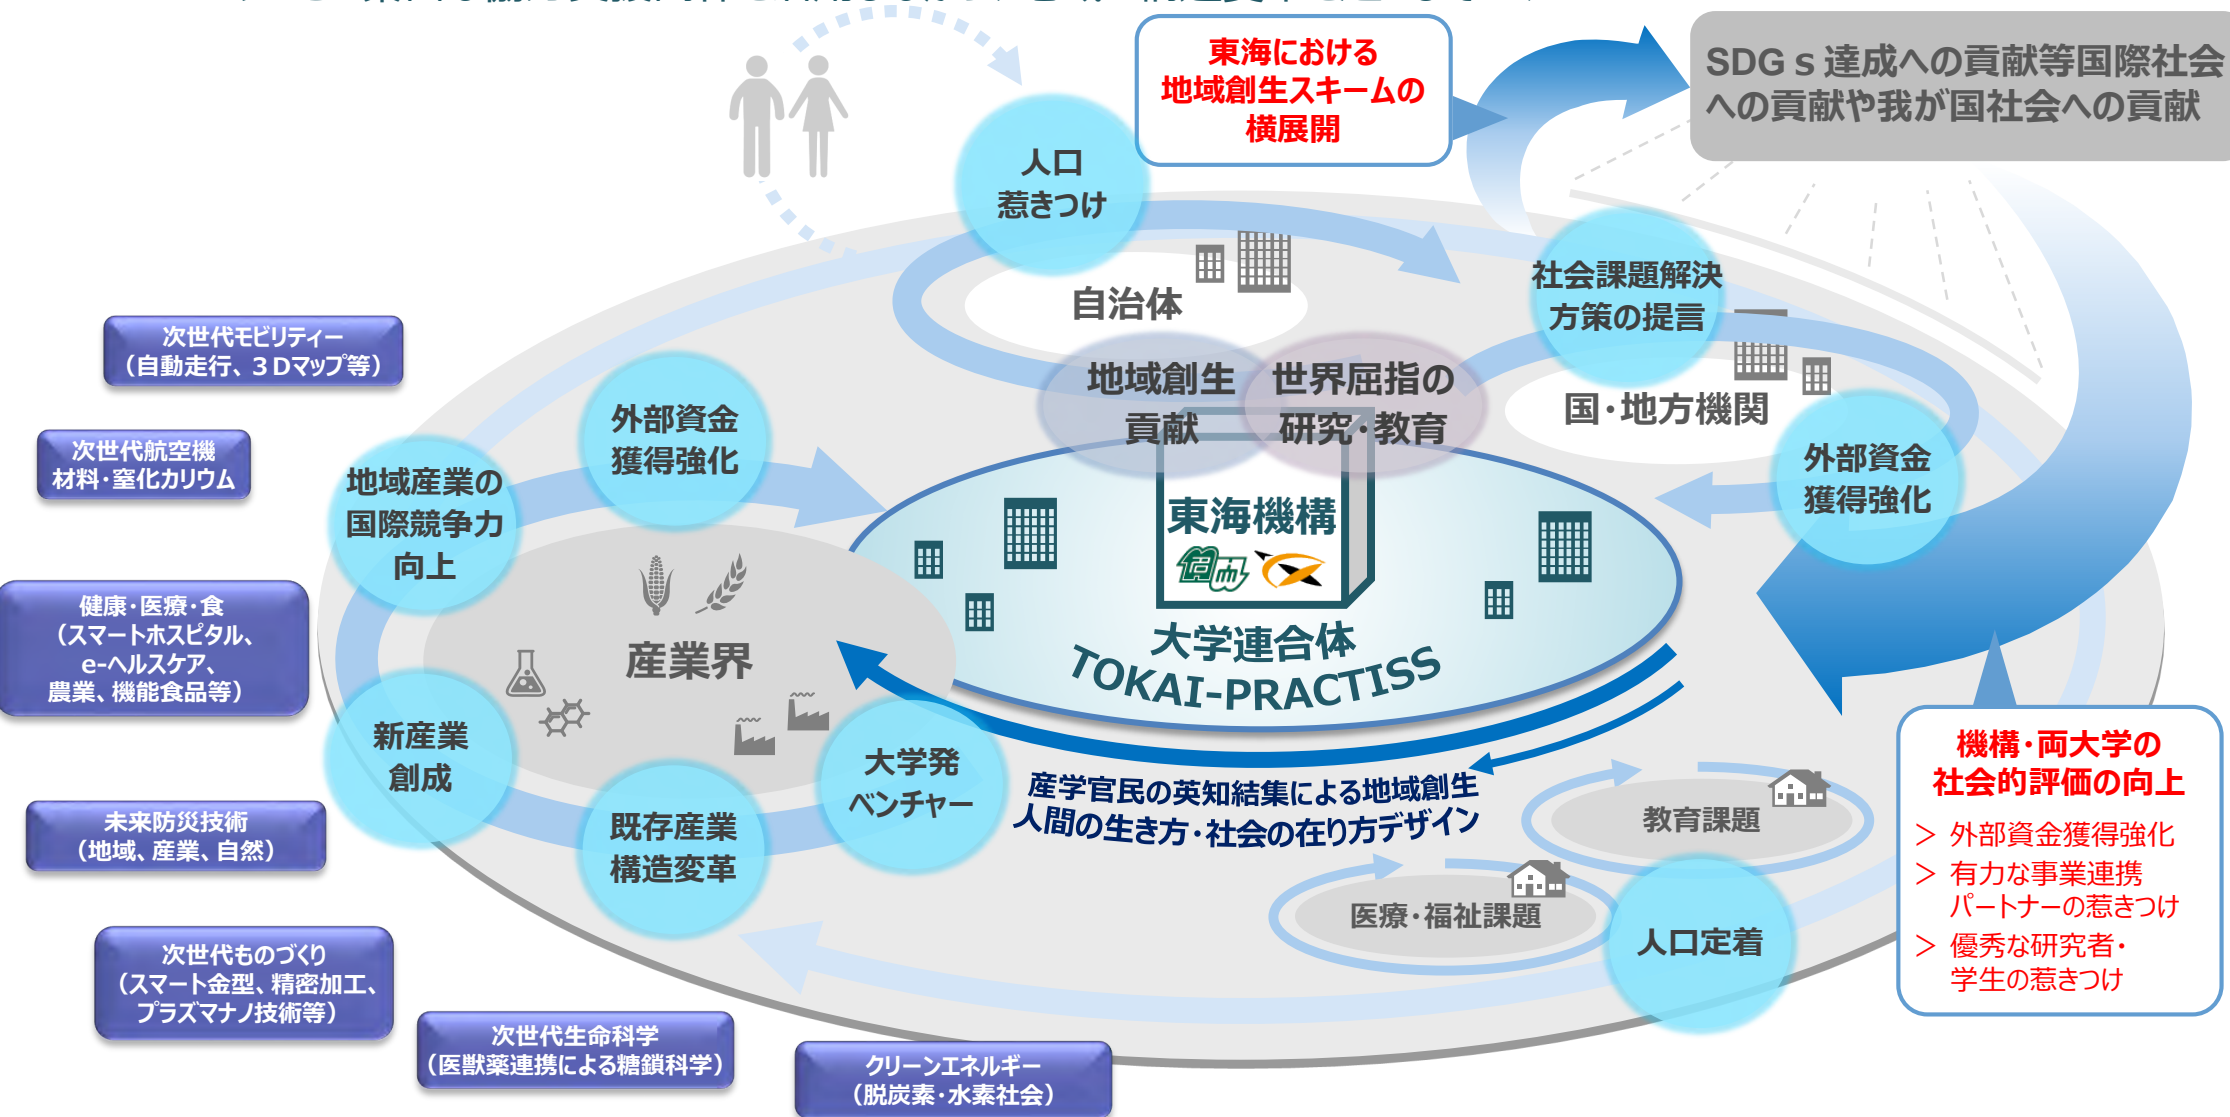 東海における
地域創生スキームの
横展開
SDGｓ達成への貢献等国際社会
への貢献や我が国社会への貢献
人口
惹きつけ
自治体
社会課題解決
方策の提言
国・地方機関
外部資金
獲得強化
地域創生
貢献
世界屈指の
研究・教育
次世代モビリティー
（自動走行、３Dマップ等）
次世代航空機
材料・窒化カリウム
健康・医療・食
（スマートホスピタル、
e-ヘルスケア、
農業、機能食品等）
未来防災技術
（地域、産業、自然）
次世代ものづくり
（スマート金型、精密加工、
プラズマナノ技術等）
次世代生命科学
（医獣薬連携による糖鎖科学）
クリーンエネルギー
（脱炭素・水素社会）
外部資金
獲得強化
地域産業の
国際競争力
向上
産業界
新産業
創成
既存産業
構造変革
大学発
ベンチャー
東海機構
大学連合体
TOKAI-PRACTISS
産学官民の英知結集による地域創生
人間の生き方・社会の在り方デザイン
教育課題
医療・福祉課題
人口定着
機構・両大学の
社会的評価の向上
＞ 外部資金獲得強化
＞ 有力な事業連携
パートナーの惹きつけ
＞ 優秀な研究者・
学生の惹きつけ